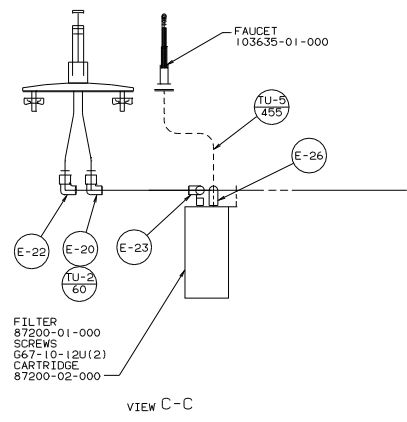 FAUCET
103635-01-000
TU-5
455
E-26
E-22
E-20
E-23
TU-2
60
FILTER
87200-01-000
SCREWS
G67-10-12U(2)
CARTRIDGE
87200-02-000
VIEW C-C